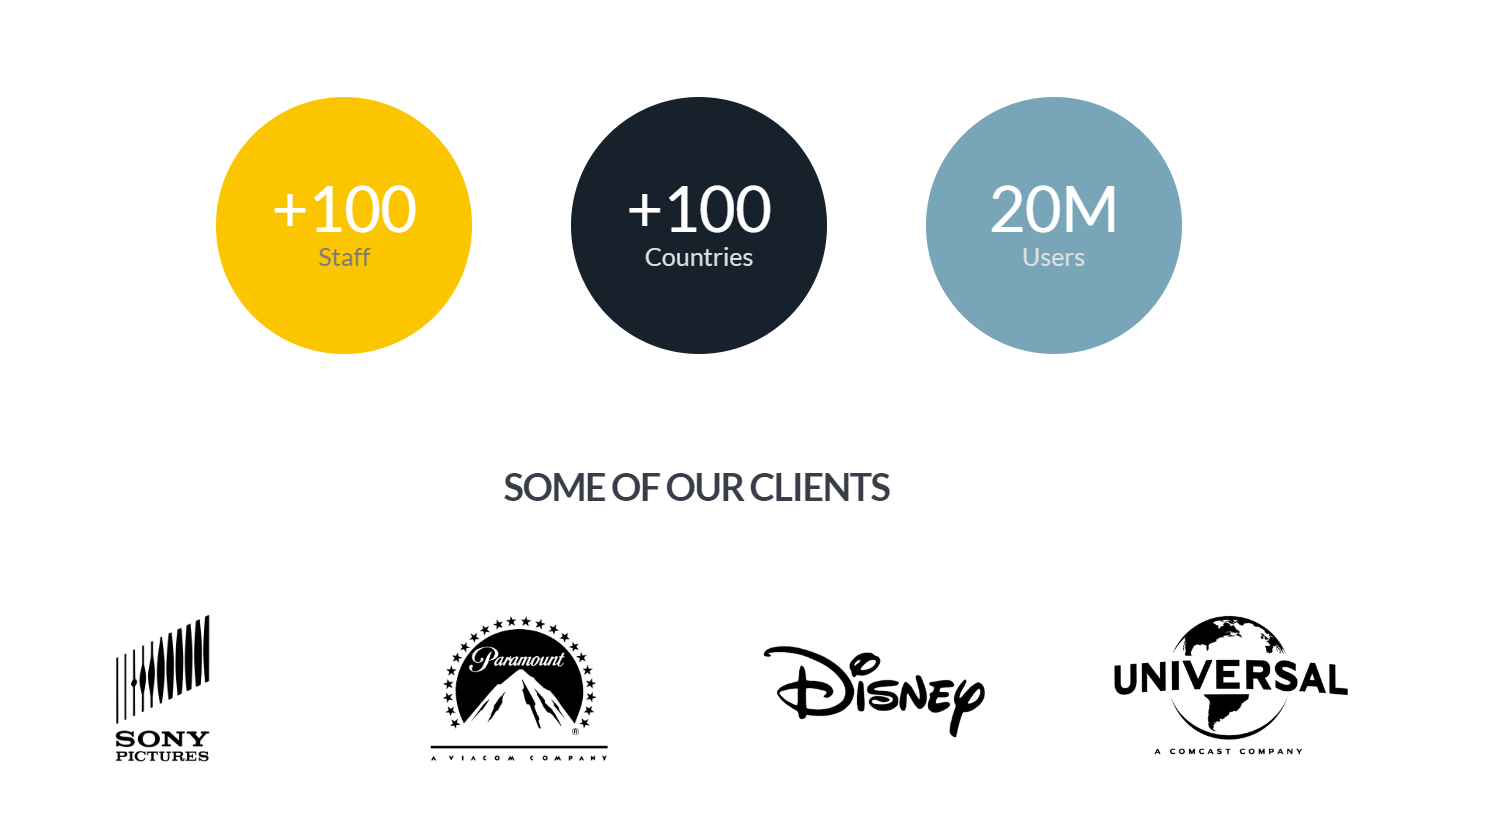 +100
Staff
+100
Countries
20M
Users
SOME OF OUR CLIENTS
SONY
PICTURES
Paramount
®
A VIACOM COMPANY
DISNEY
UNIVERSAL
A COMCAST COMPANY